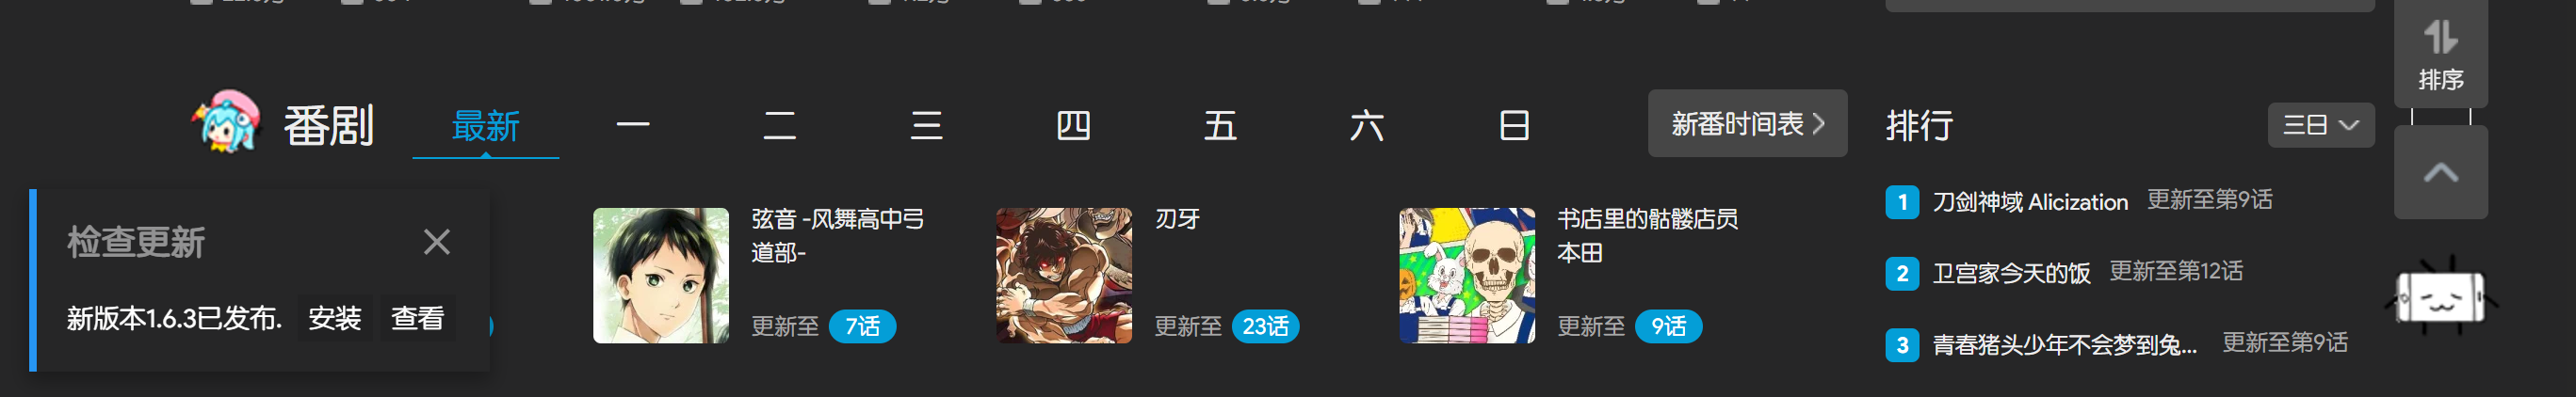 排序
番剧
最新 一 二 三 四 五 六 日
新番时间表
排行
三日
检查更新
新版本1.6.3已发布. 安装 查看
弦音 -风舞高中弓
道部-
更新至 7话
刃牙
更新至 23话
书店里的骷髅店员
本田
更新至 9话
1 刀剑神域 Alicization 更新至第9话
2 卫宫家今天的饭 更新至第12话
3 青春猪头少年不会梦到兔... 更新至第9话